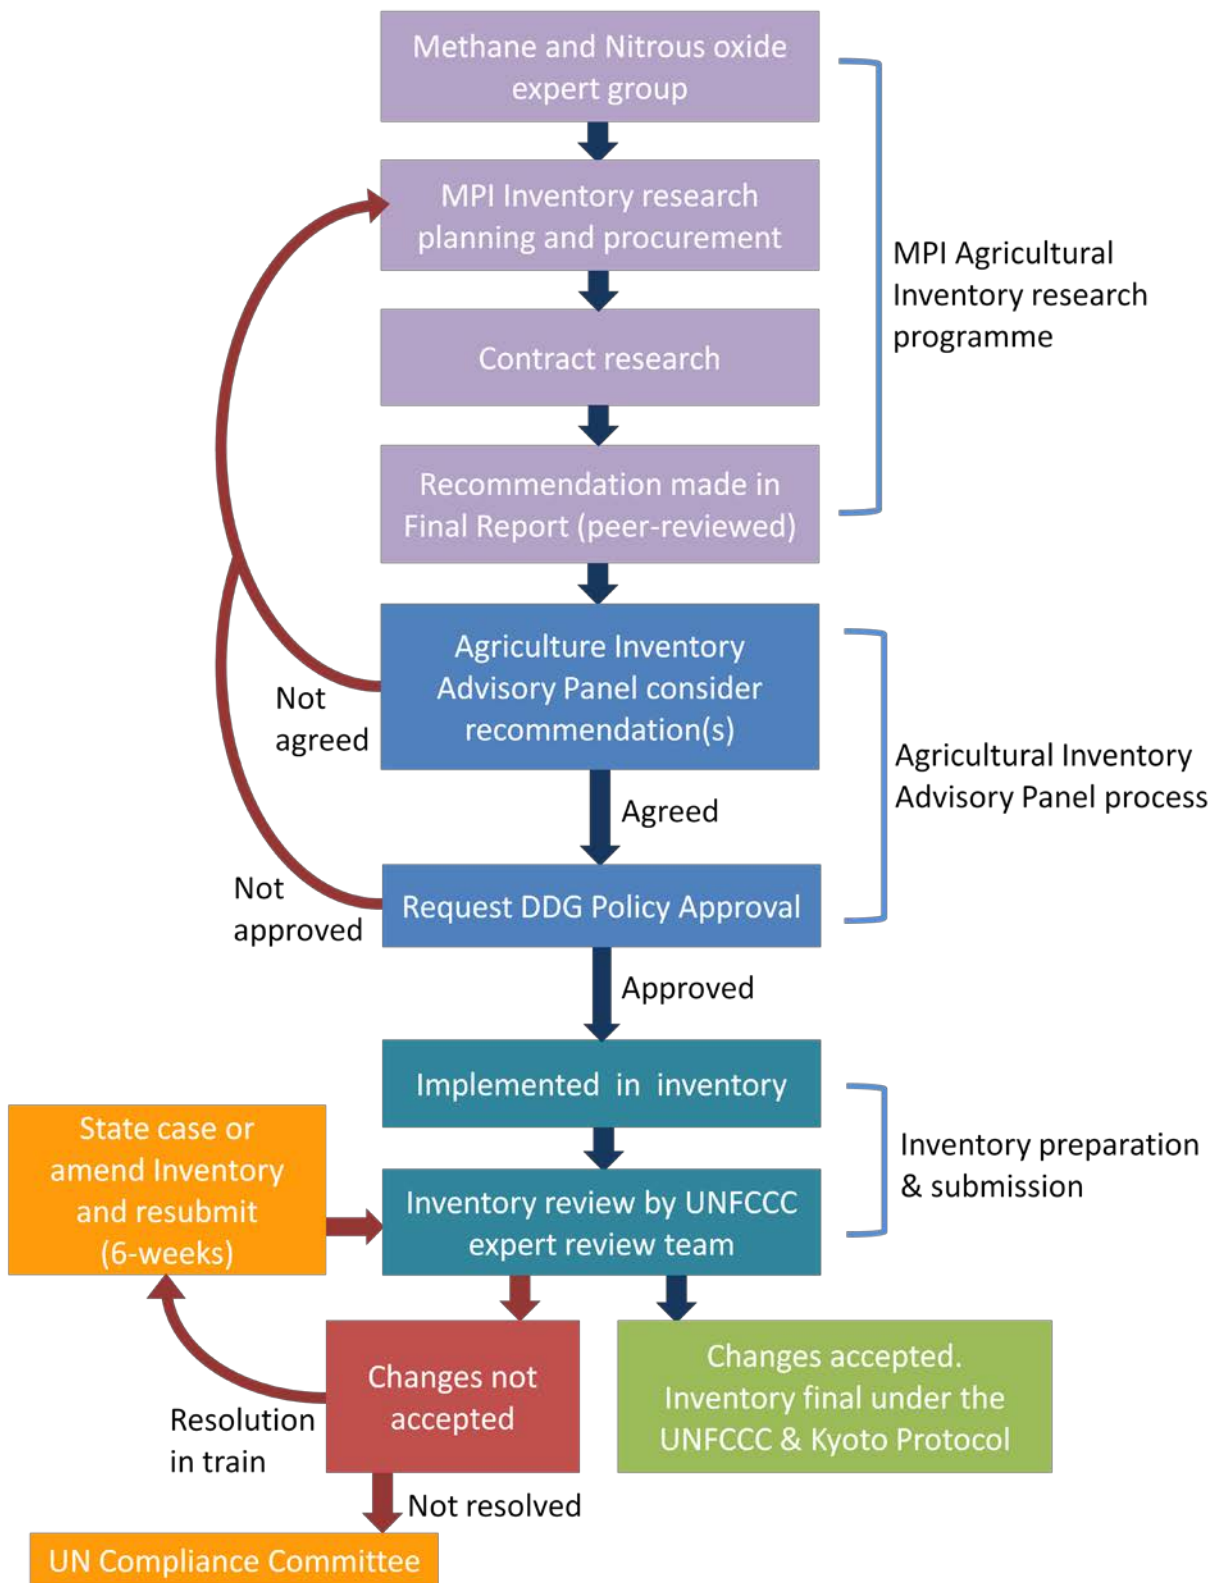 Methane and Nitrous oxide
expert group
MPI Inventory research
planning and procurement
Contract research
Recommendation made in
Final Report (peer-reviewed)
MPI Agricultural
Inventory research
programme
Agriculture Inventory
Advisory Panel consider
recommendation(s)
Not
agreed
Agreed
Agricultural Inventory
Advisory Panel process
Request DDG Policy Approval
Not
approved
Approved
Implemented in inventory
Inventory review by UNFCCC
expert review team
Inventory preparation
& submission
State case or
amend Inventory
and resubmit
(6-weeks)
Changes not
accepted
Changes accepted.
Inventory final under the
UNFCCC & Kyoto Protocol
Resolution
in train
Not resolved
UN Compliance Committee